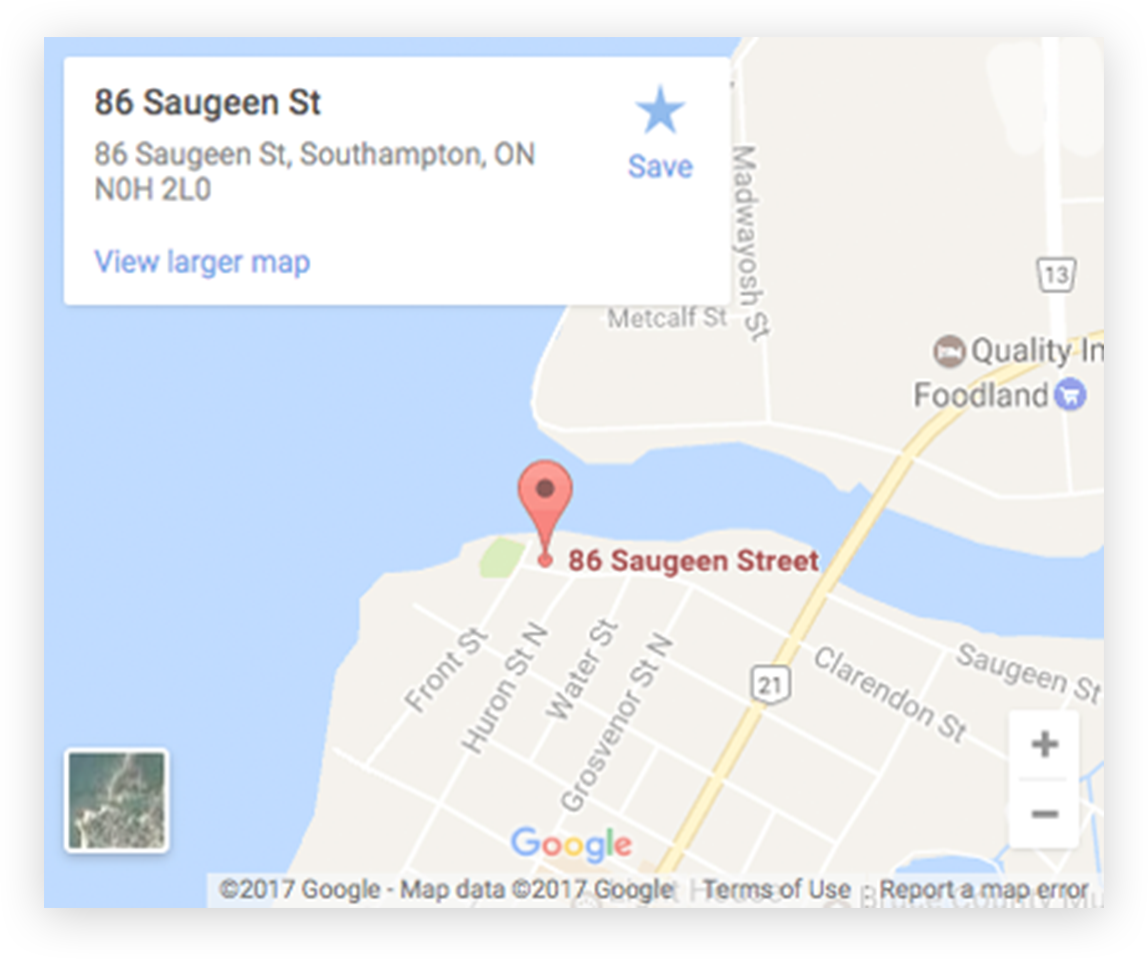 86 Saugeen St
86 Saugeen St, Southampton, ON
N0H 2L0
Save
View larger map
Madwayosh St
Metcalf St
13
Quality In
Foodland
86 Saugeen Street
Front St
Huron St N
Water St
Grosvenor St N
21
Clarendon St
Saugeen St
Google
©2017 Google - Map data ©2017 Google
Terms of Use
Report a map error